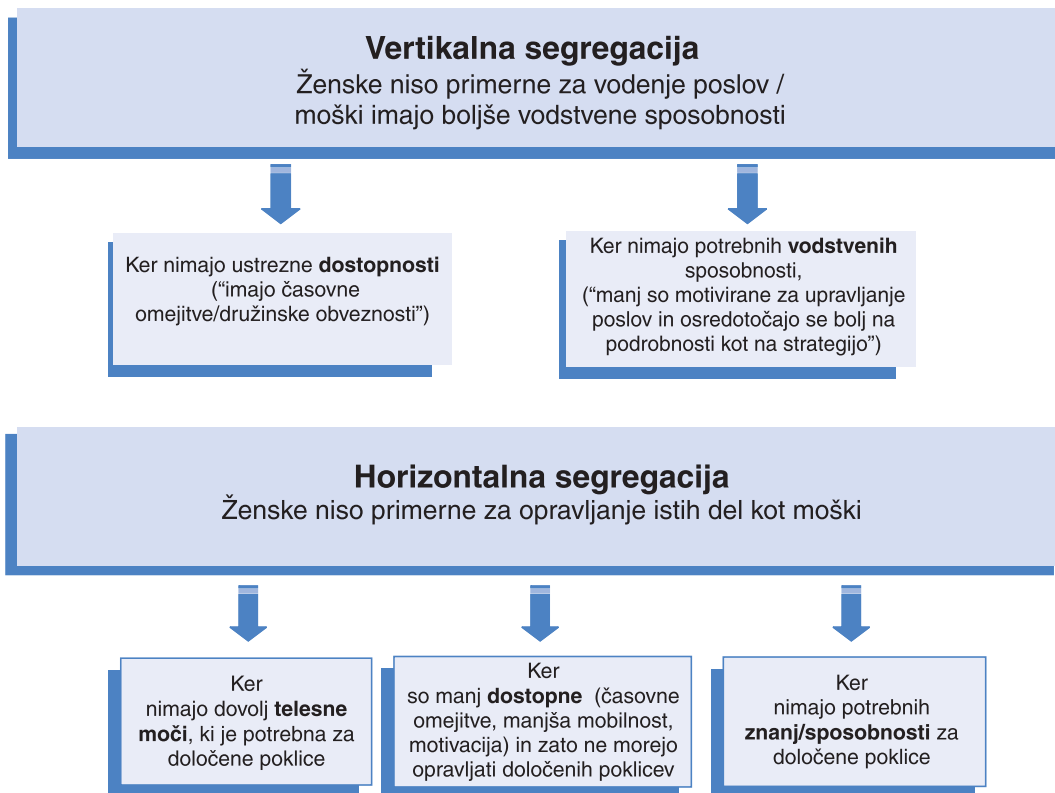 Vertikalna segregacija
Ženske niso primerne za vodenje poslov /
moški imajo boljše vodstvene sposobnosti
Ker nimajo ustrezne dostopnosti
(“imajo časovne
omejitve/družinske obveznosti”)
Ker nimajo potrebnih vodstvenih
sposobnosti,
(“manj so motivirane za upravljanje
poslov in osredotočajo se bolj na
podrobnosti kot na strategijo”)
Horizontalna segregacija
Ženske niso primerne za opravljanje istih del kot moški
Ker
nimajo dovolj telesne
moči, ki je potrebna za
določene poklice
Ker
so manj dostopne (časovne
omejitve, manjša mobilnost,
motivacija) in zato ne morejo
opravljati določenih poklicev
Ker
nimajo potrebnih
znanj/sposobnosti za
določene poklice